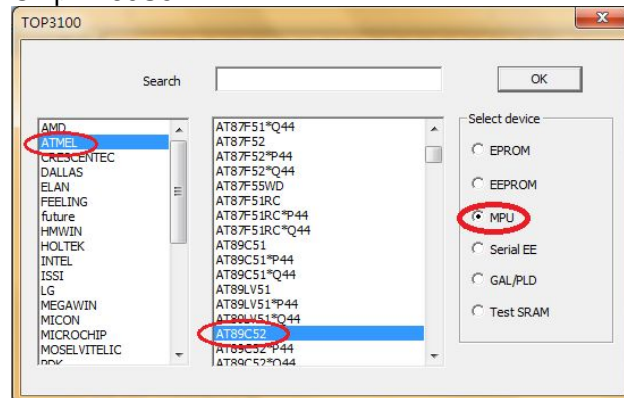 TOP3100
Search
OK
AMD
ATMEL
CRESCENTEC
DALLAS
ELAN
FEELING
future
HMWIN
HOLTEK
INTEL
ISSI
LG
MEGAWIN
MICON
MICROCHIP
MOSELVITELIC
AT87F51*Q44
AT87F52
AT87F52*P44
AT87F52*Q44
AT87F55WD
AT87F51RC
AT87F51RC*P44
AT87F51RC*Q44
AT89C51
AT89C51*P44
AT89C51*Q44
AT89LV51
AT89LV51*P44
AT89LV51*Q44
AT89C52
AT89C52*P44
AT89C52*Q44
Select device
EPROM
EEPROM
MPU
Serial EE
GAL/PLD
Test SRAM